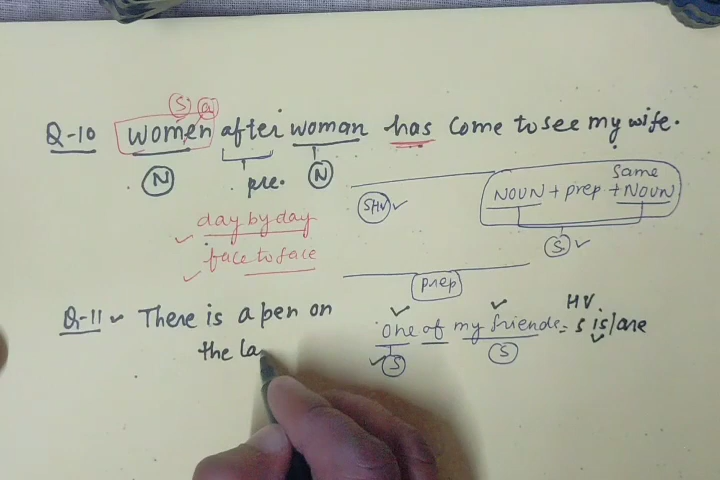 S a
Q-10 women after woman has come to see my wife.
N pre. N
same
SHV NOUN + prep + NOUN
day by day
S
face to face
prep
HV
Q-11 There is a pen on
one of my friends = s is/are
the la
S S